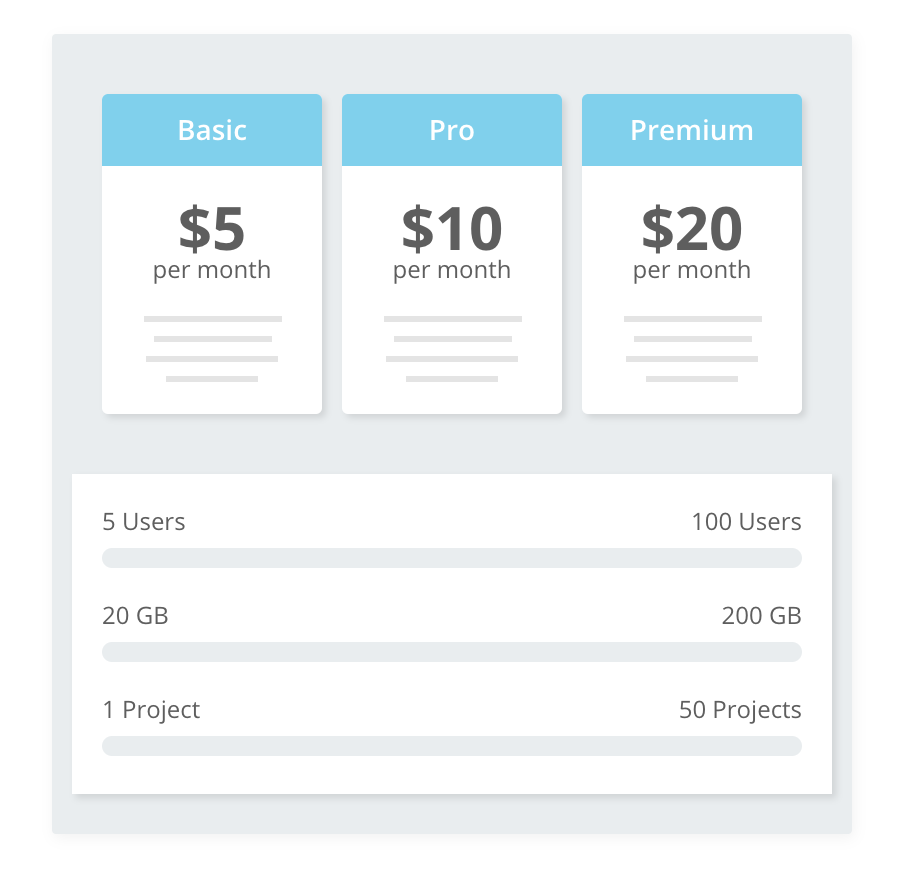 Basic
$5
per month
Pro
$10
per month
Premium
$20
per month
5 Users
100 Users
20 GB
200 GB
1 Project
50 Projects